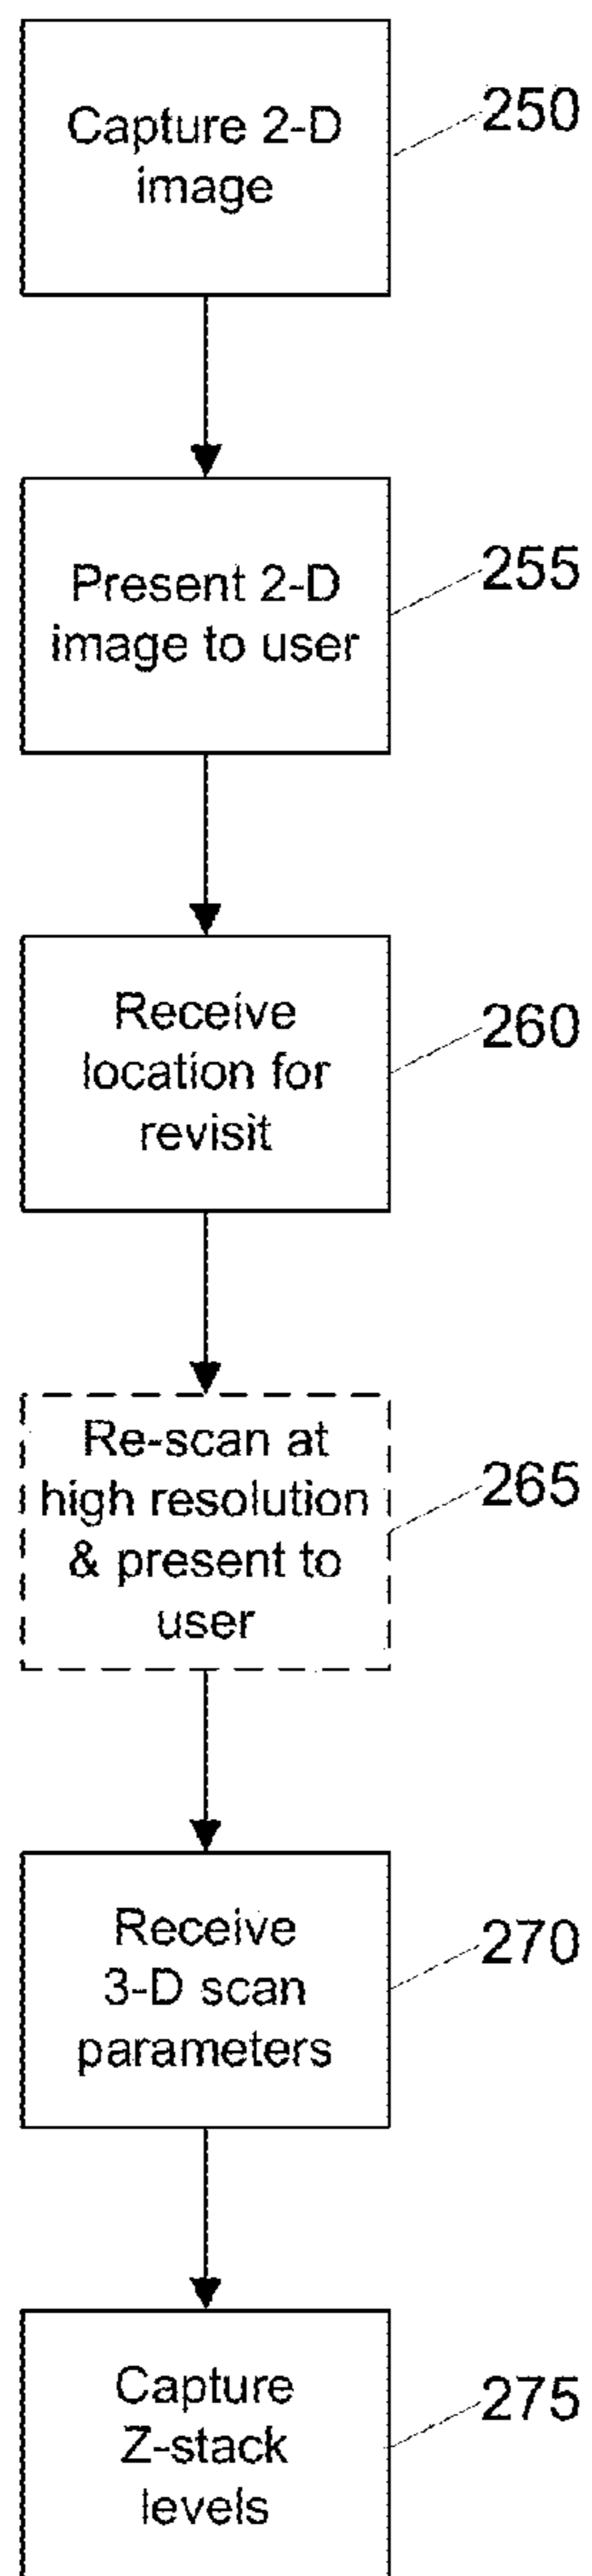 Capture 2-D
image
250
Present 2-D
image to user
255
Receive
location for
revisit
260
Re-scan at
high resolution
& present to
user
265
Receive
3-D scan
parameters
270
Capture
Z-stack
levels
275